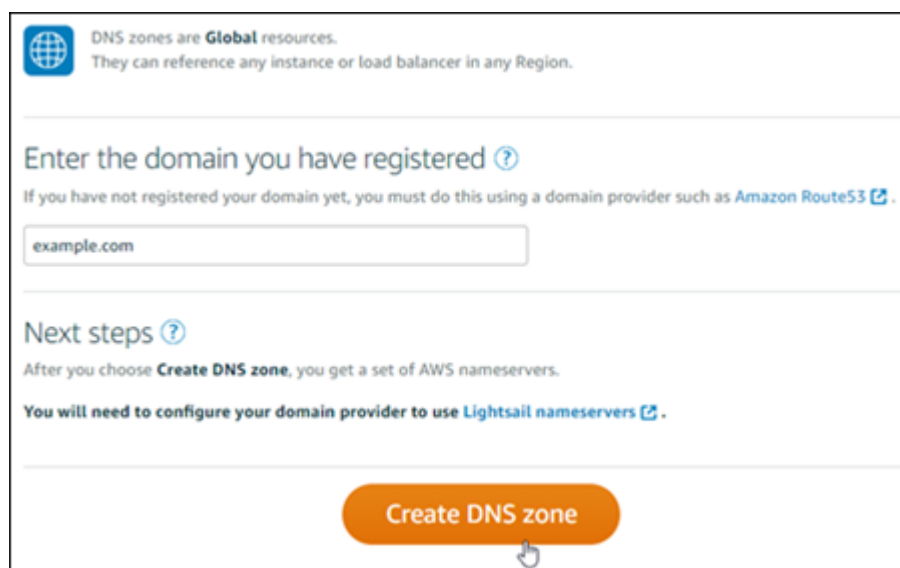 DNS zones are Global resources.
They can reference any instance or load balancer in any Region.
Enter the domain you have registered ?
If you have not registered your domain yet, you must do this using a domain provider such as Amazon Route53 .
example.com
Next steps ?
After you choose Create DNS zone, you get a set of AWS nameservers.
You will need to configure your domain provider to use Lightsail nameservers .
Create DNS zone